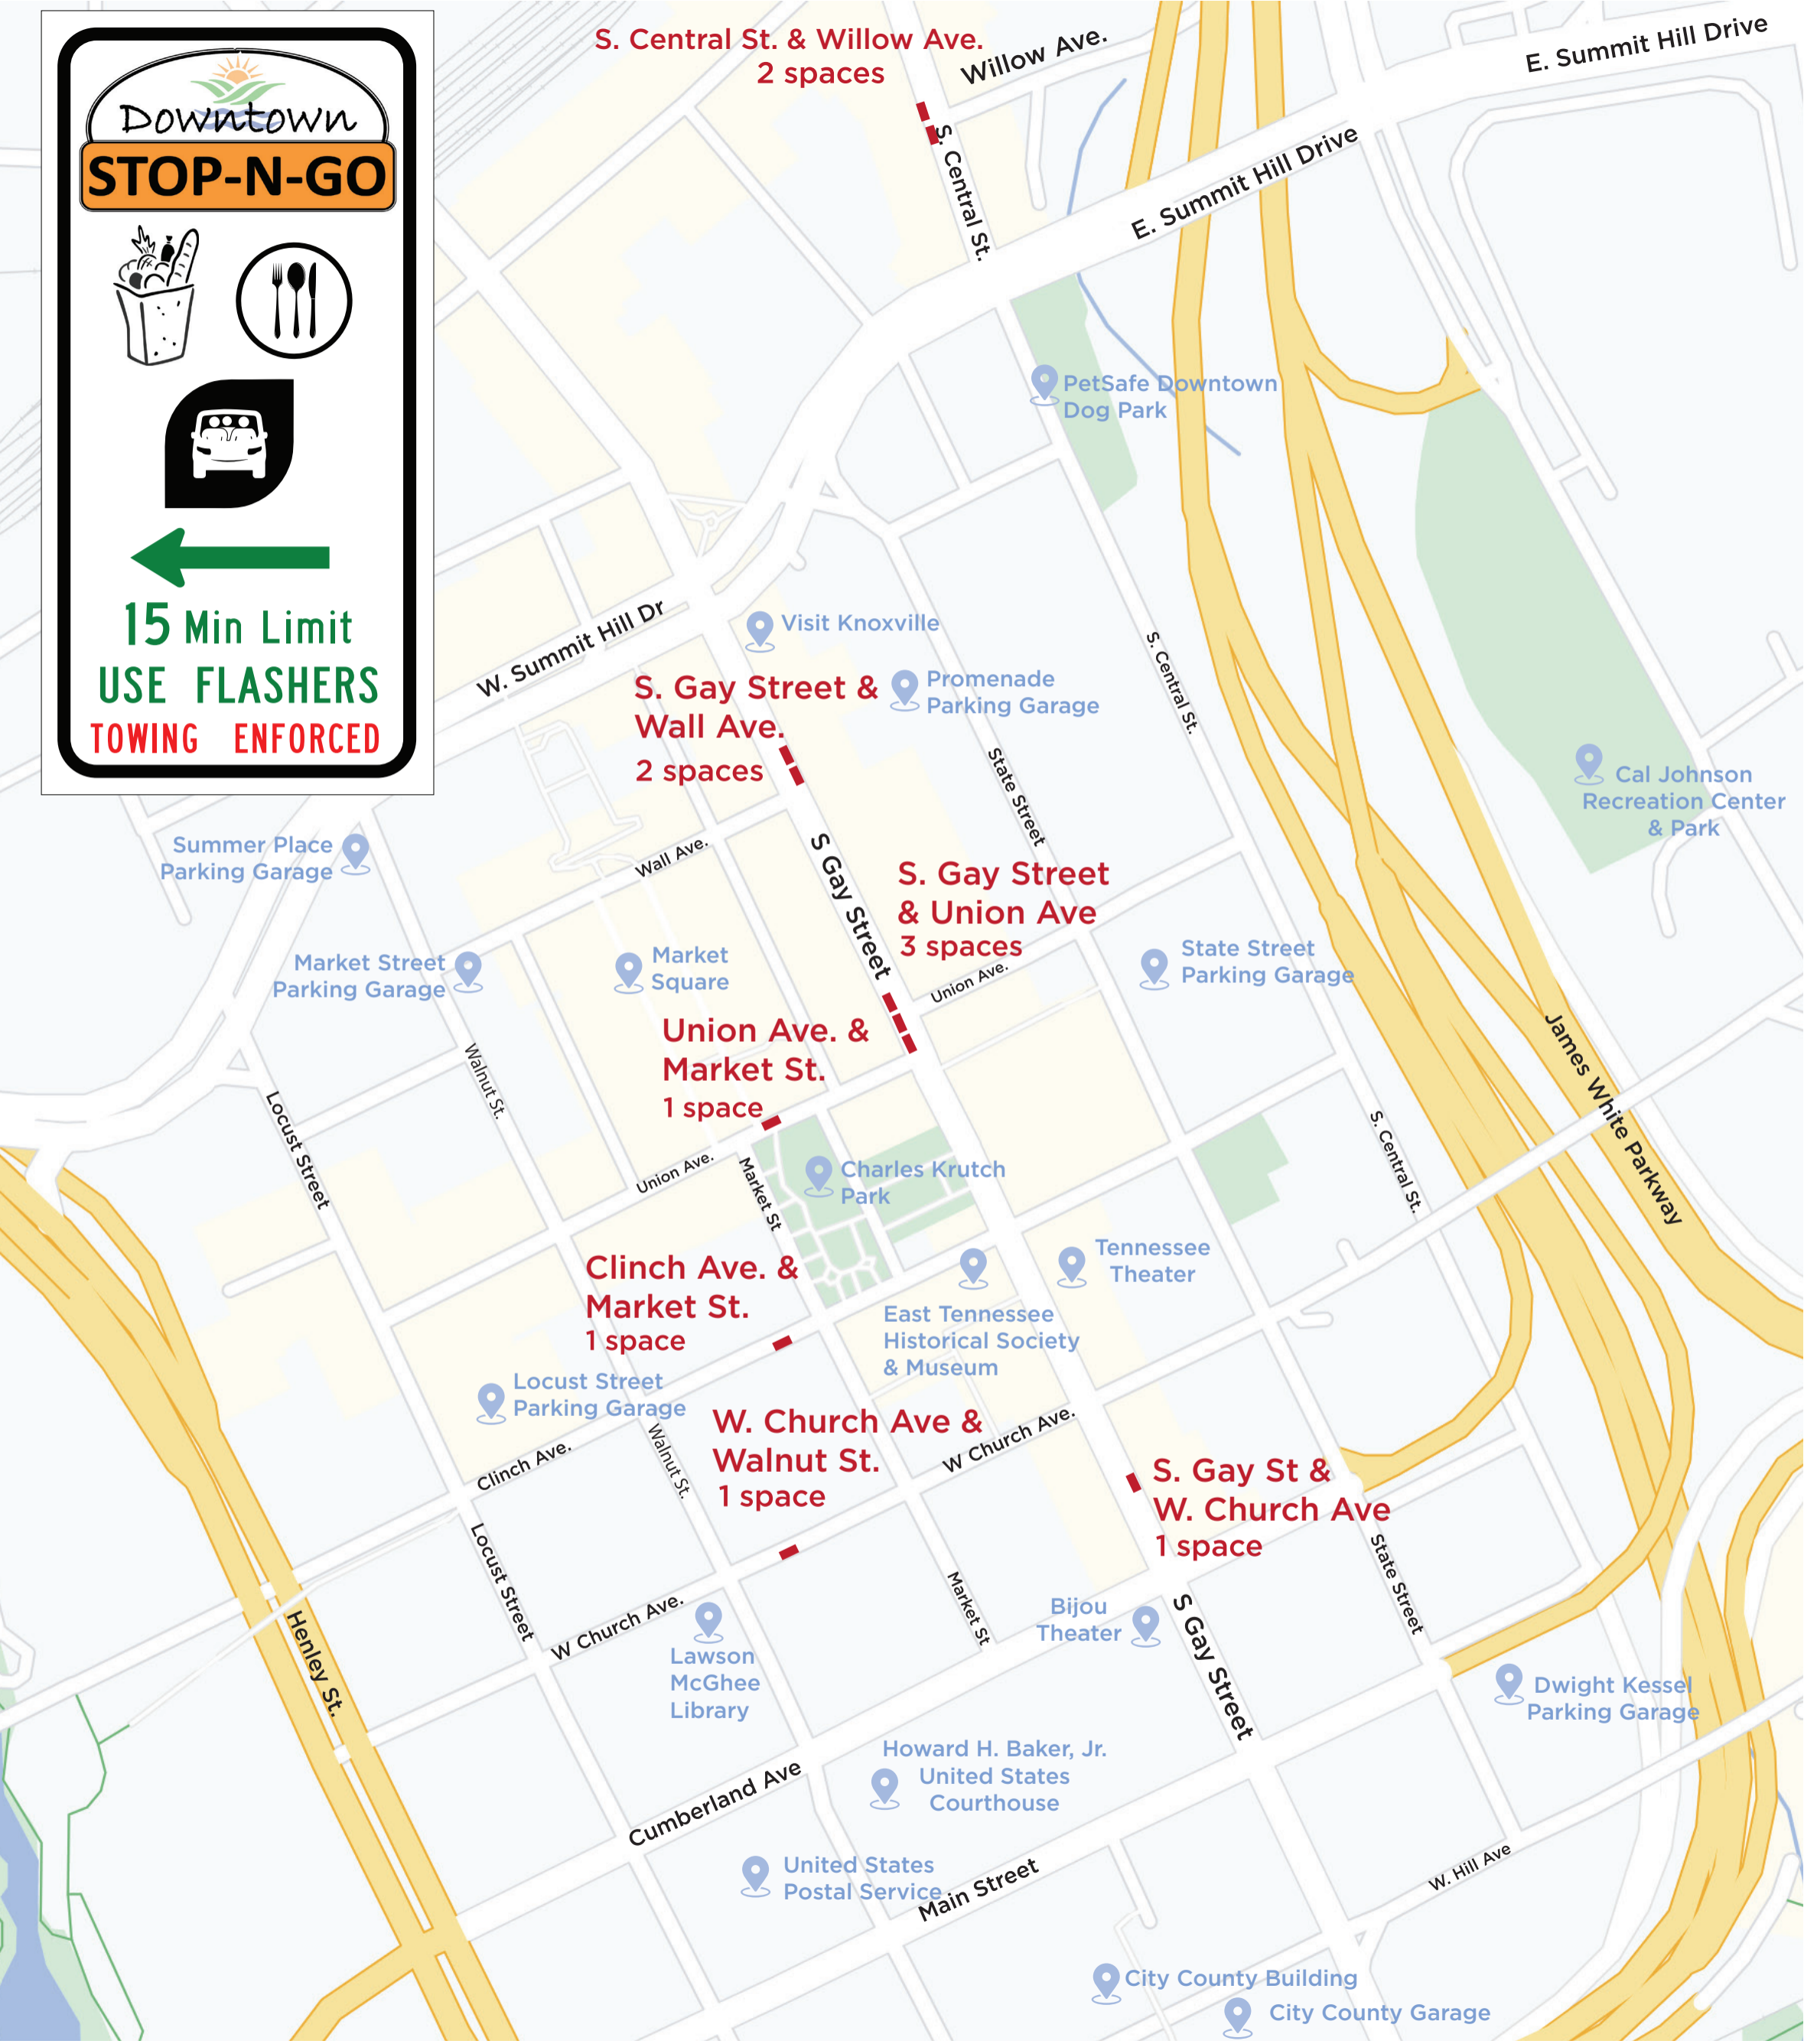 Downtown
STOP-N-GO
15 Min Limit
USE FLASHERS
TOWING ENFORCED
S. Central St. & Willow Ave.
2 spaces
Willow Ave.
E. Summit Hill Drive
S. Central St.
E. Summit Hill Drive
PetSafe Downtown
Dog Park
W. Summit Hill Dr
Visit Knoxville
S. Gay Street &
Wall Ave.
2 spaces
Promenade
Parking Garage
S. Central St.
State Street
Cal Johnson
Recreation Center
& Park
Summer Place
Parking Garage
Wall Ave.
S Gay Street
S. Gay Street
& Union Ave
3 spaces
Union Ave.
State Street
Parking Garage
Market Street
Parking Garage
Market
Square
Union Ave. &
Market St.
1 space
Walnut St.
Locust Street
James White Parkway
S. Central St.
Union Ave.
Market St
Charles Krutch
Park
Clinch Ave. &
Market St.
1 space
East Tennessee
Historical Society
& Museum
Tennessee
Theater
Locust Street
Parking Garage
Clinch Ave.
Walnut St.
W. Church Ave &
Walnut St.
1 space
W Church Ave.
S. Gay St &
W. Church Ave
1 space
Locust Street
Henley St.
W Church Ave.
Lawson
McGhee
Library
Market St
Bijou
Theater
S Gay Street
State Street
Dwight Kessel
Parking Garage
Howard H. Baker, Jr.
United States
Courthouse
Cumberland Ave
United States
Postal Service
Main Street
W. Hill Ave
City County Building
City County Garage